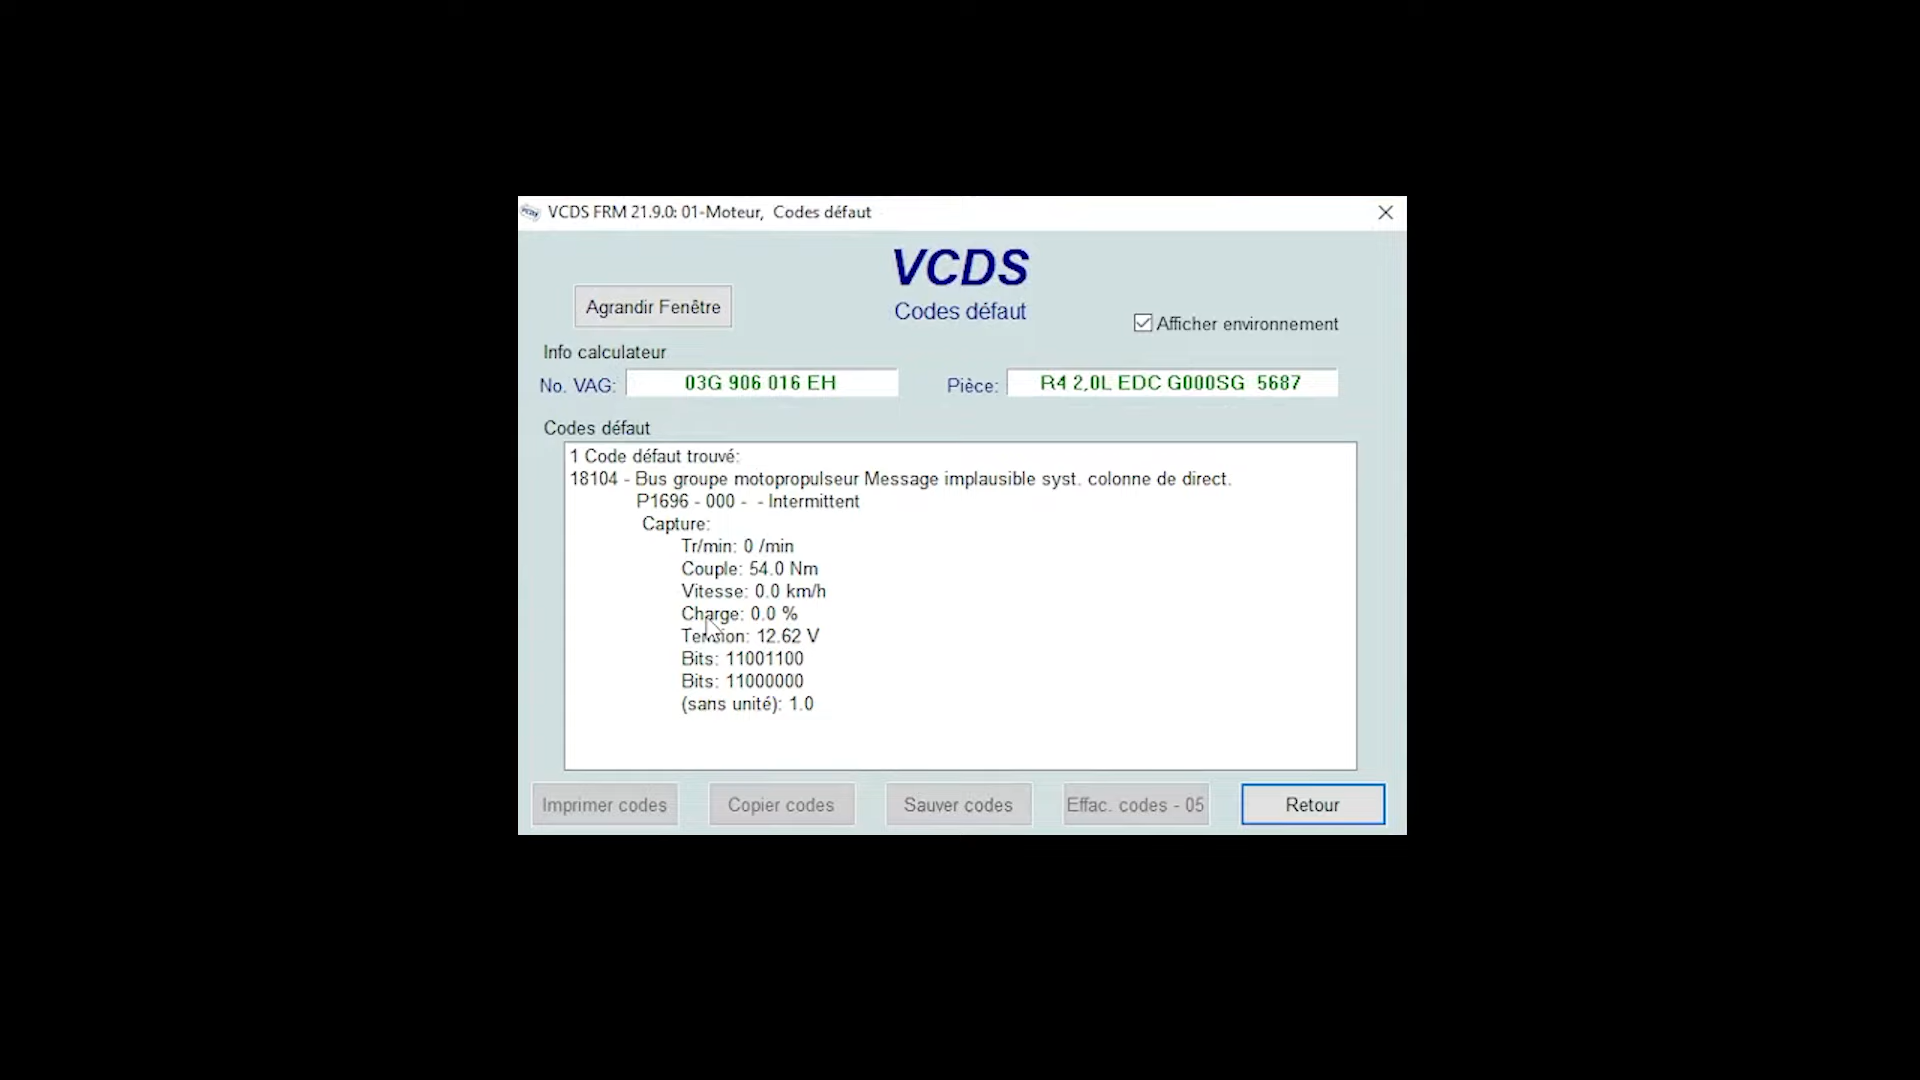 VCDS FRM 21.9.0: 01-Moteur, Codes défaut
VCDS
Codes défaut
Agrandir Fenêtre
Afficher environnement
Info calculateur
No. VAG: 03G 906 016 EH Pièce: R4 2,0L EDC G000SG 5687
Codes défaut
1 Code défaut trouvé:
18104 - Bus groupe motopropulseur Message implausible syst. colonne de direct.
P1696 - 000 - - Intermittent
Capture:
Tr/min: 0 /min
Couple: 54.0 Nm
Vitesse: 0.0 km/h
Charge: 0.0 %
Tension: 12.62 V
Bits: 11001100
Bits: 11000000
(sans unité): 1.0
Imprimer codes Copier codes Sauver codes Effac. codes - 05 Retour